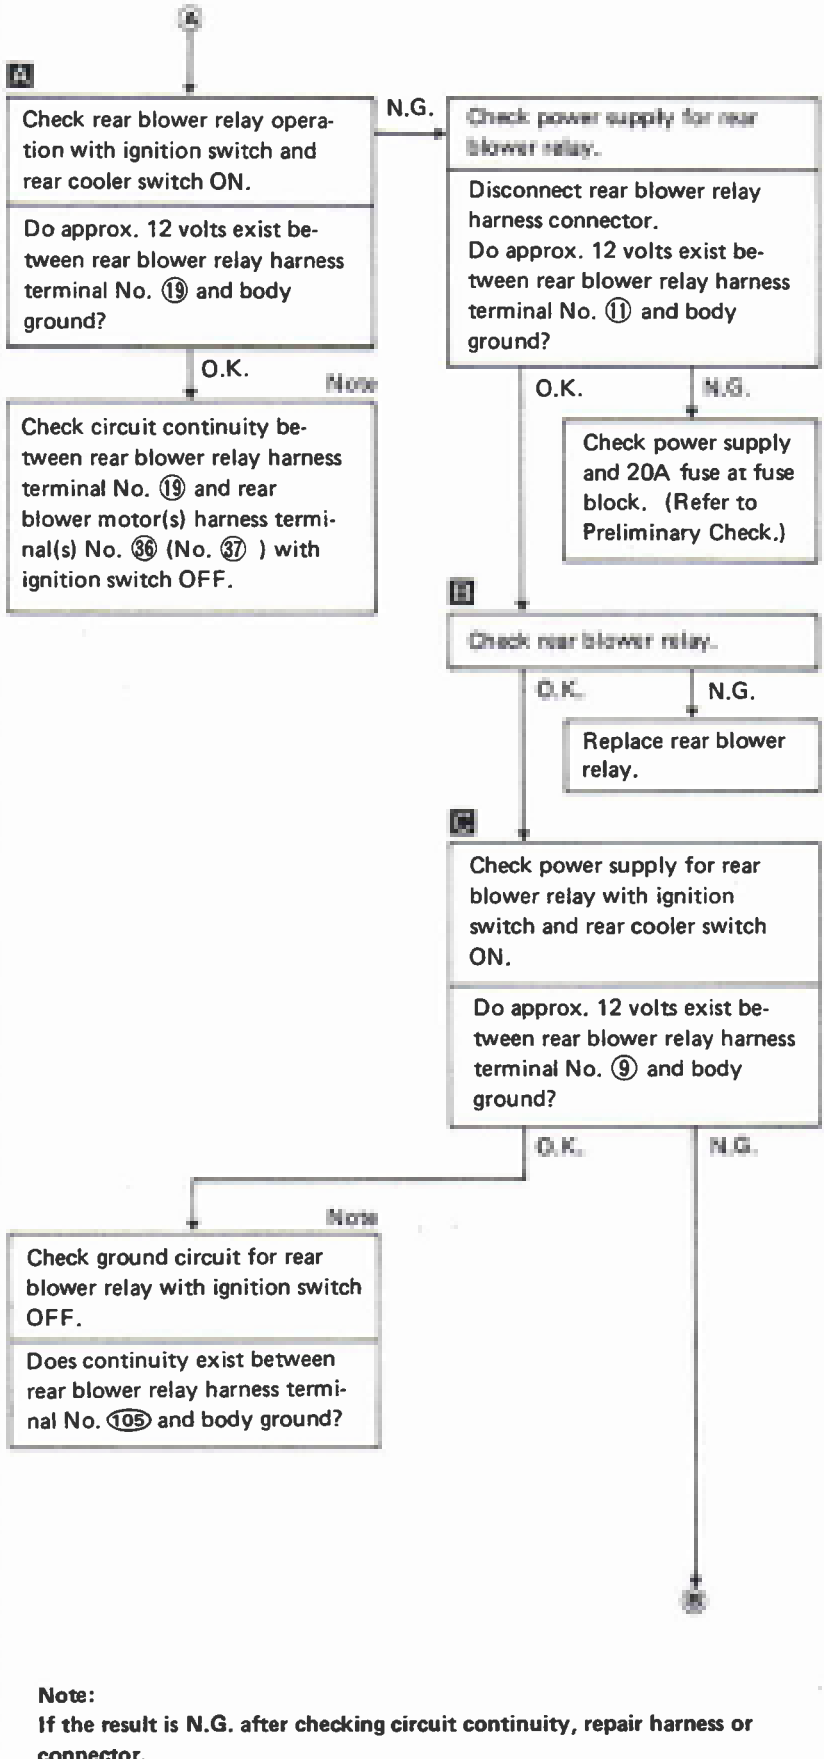 A
A
Check rear blower relay opera-
tion with ignition switch and
rear cooler switch ON.
Do approx. 12 volts exist be-
tween rear blower relay harness
terminal No. ⑲ and body
ground?
N.G.
Check power supply for rear
blower relay.
Disconnect rear blower relay
harness connector.
Do approx. 12 volts exist be-
tween rear blower relay harness
terminal No. ⑪ and body
ground?
O.K.
Note
Check circuit continuity be-
tween rear blower relay harness
terminal No. ⑲ and rear
blower motor(s) harness termi-
nal(s) No. ㊱ (No. ㊲ ) with
ignition switch OFF.
O.K.
N.G.
Check power supply
and 20A fuse at fuse
block. (Refer to
Preliminary Check.)
B
Check rear blower relay.
O.K.
N.G.
Replace rear blower
relay.
C
Check power supply for rear
blower relay with ignition
switch and rear cooler switch
ON.
Do approx. 12 volts exist be-
tween rear blower relay harness
terminal No. ⑨ and body
ground?
O.K.
N.G.
Note
Check ground circuit for rear
blower relay with ignition switch
OFF.
Does continuity exist between
rear blower relay harness termi-
nal No. 105 and body ground?
Note:
If the result is N.G. after checking circuit continuity, repair harness or
connector.